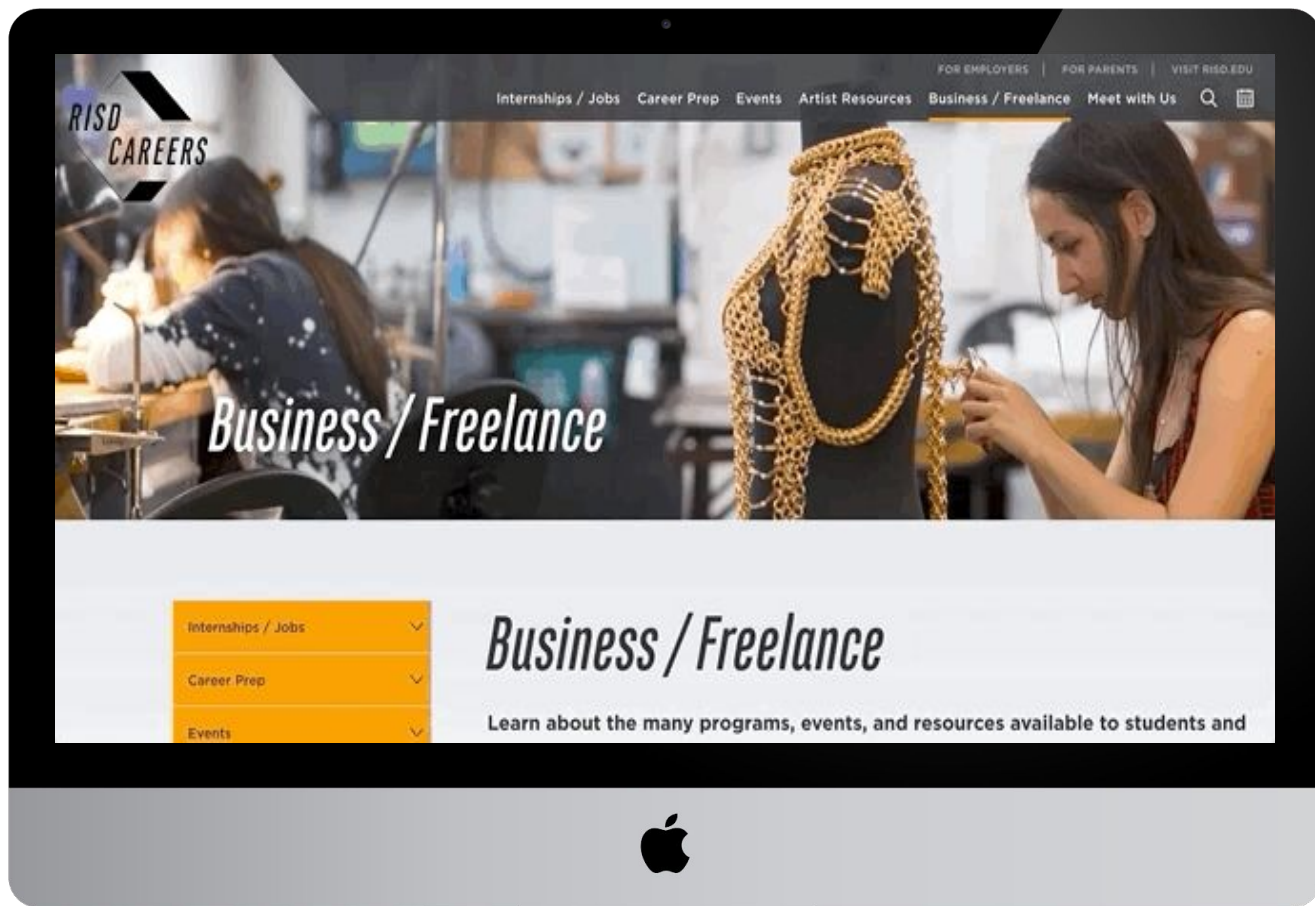 FOR EMPLOYERS | FOR PARENTS | VISIT RISD.EDU
RISD
CAREERS
Internships / Jobs Career Prep Events Artist Resources Business / Freelance Meet with Us
Business / Freelance
Internships / Jobs
Career Prep
Events
Business / Freelance
Learn about the many programs, events, and resources available to students and